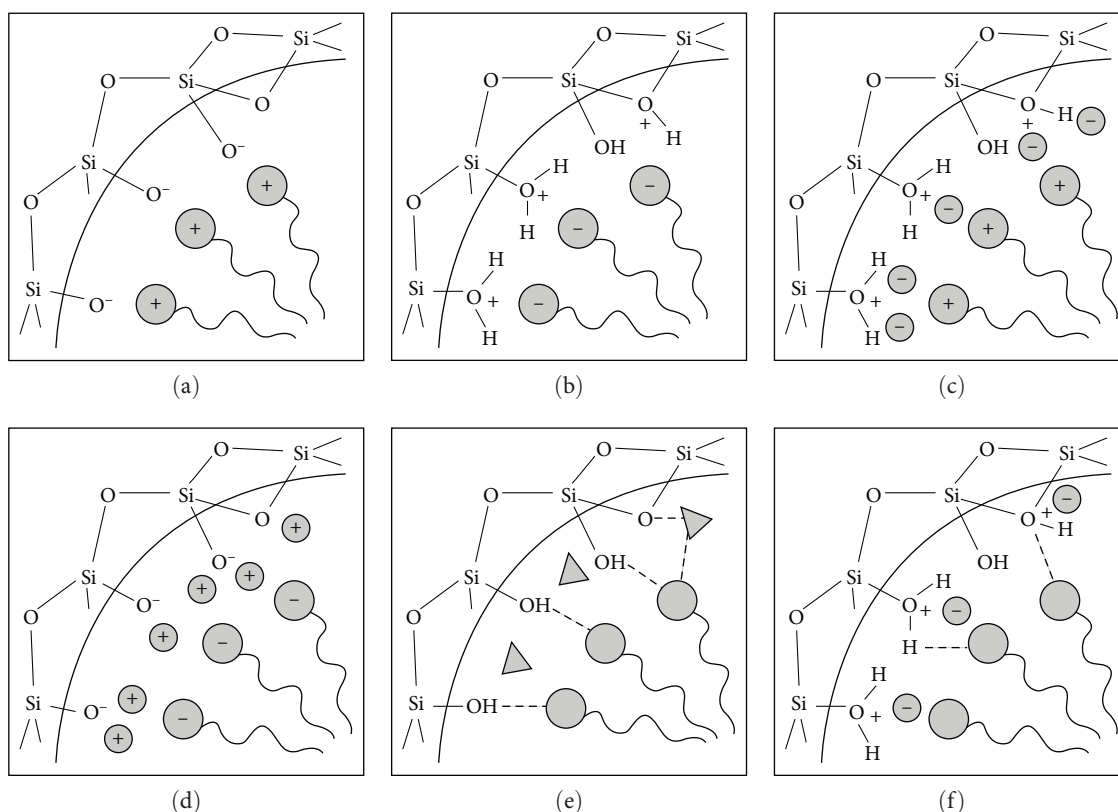 O Si
Si
O O
O⁻
Si
O⁻ +
O
+
Si
O⁻ +
(a)
O Si
Si
O O
+ H
OH
Si H
O + −
O
H −
H
Si O + −
H
(b)
O Si
Si
O O H −
+
OH −
Si H
O + +
O −
H +
H −
Si O + +
H −
(c)
O Si
Si
O O +
O⁻
+ +
Si
O⁻ −
O
+ −
+
Si O⁻ −
+
(d)
O Si
Si
O O
OH
Si
OH
O
Si OH
(e)
O Si
−
Si +
O O H
OH
Si H
O + −
O
H
H
Si O + −
H
(f)